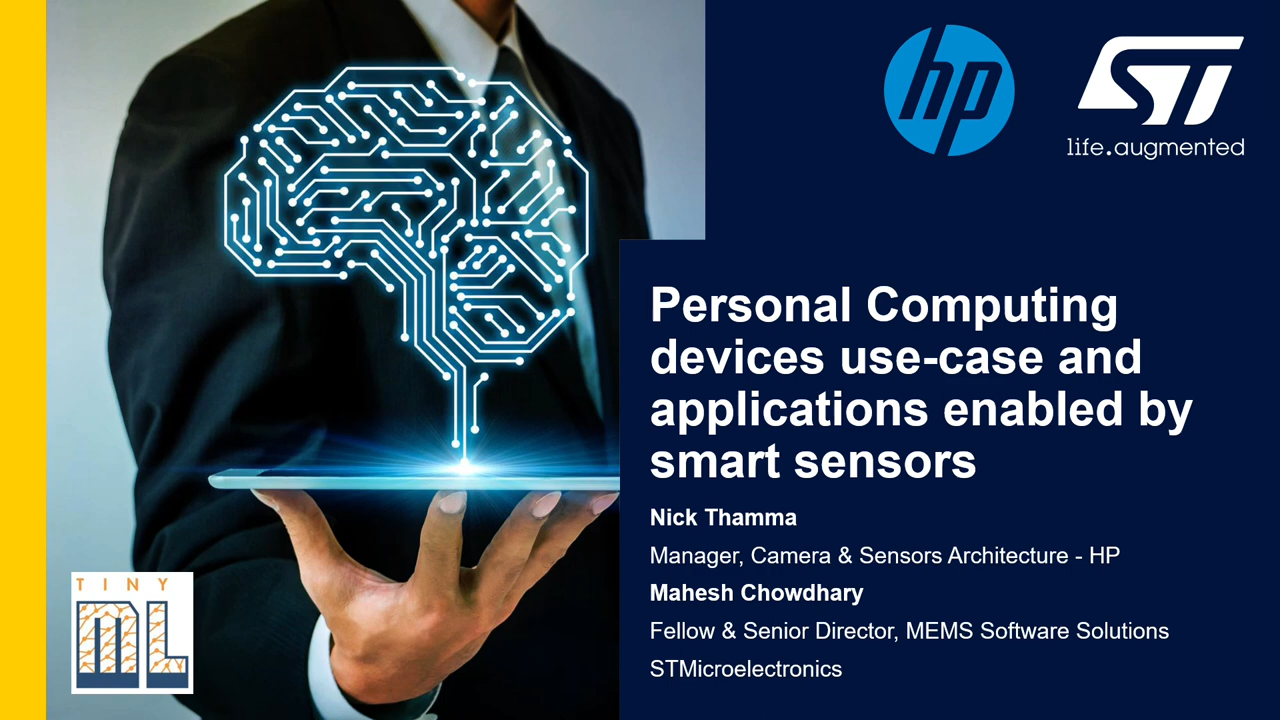 hp
ST
life.augmented
Personal Computing
devices use-case and
applications enabled by
smart sensors
Nick Thamma
Manager, Camera & Sensors Architecture - HP
Mahesh Chowdhary
Fellow & Senior Director, MEMS Software Solutions
STMicroelectronics
TINY
mL